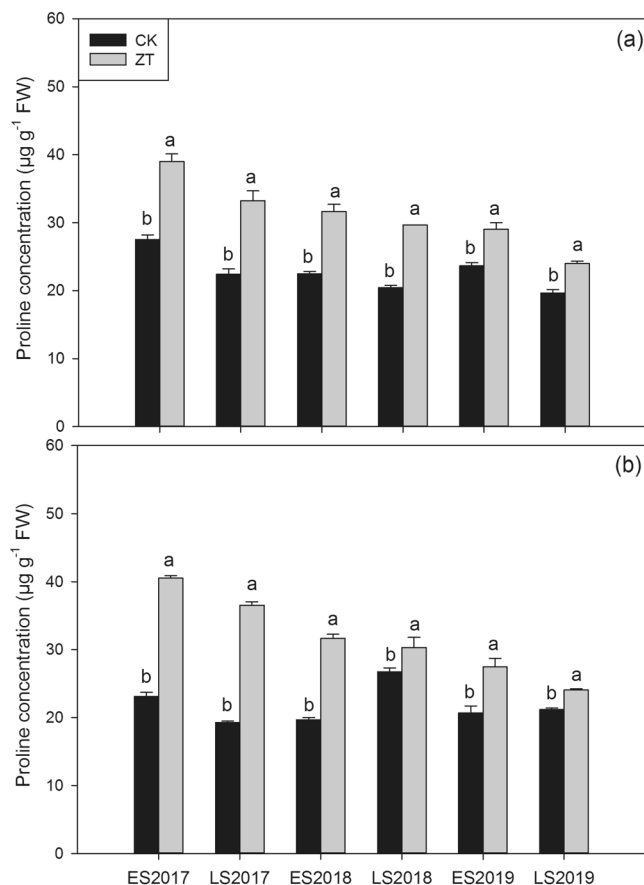 60
CK
ZT
(a)
50
a
40
a
a
a
a
30
b
a
b
b
b
b
b
20
10
0
Proline concentration (µg g-1 FW)
60
(b)
50
a
a
40
a
a
a
30
b
a
b
b
b
b
b
20
10
0
Proline concentration (µg g-1 FW)
ES2017 LS2017 ES2018 LS2018 ES2019 LS2019